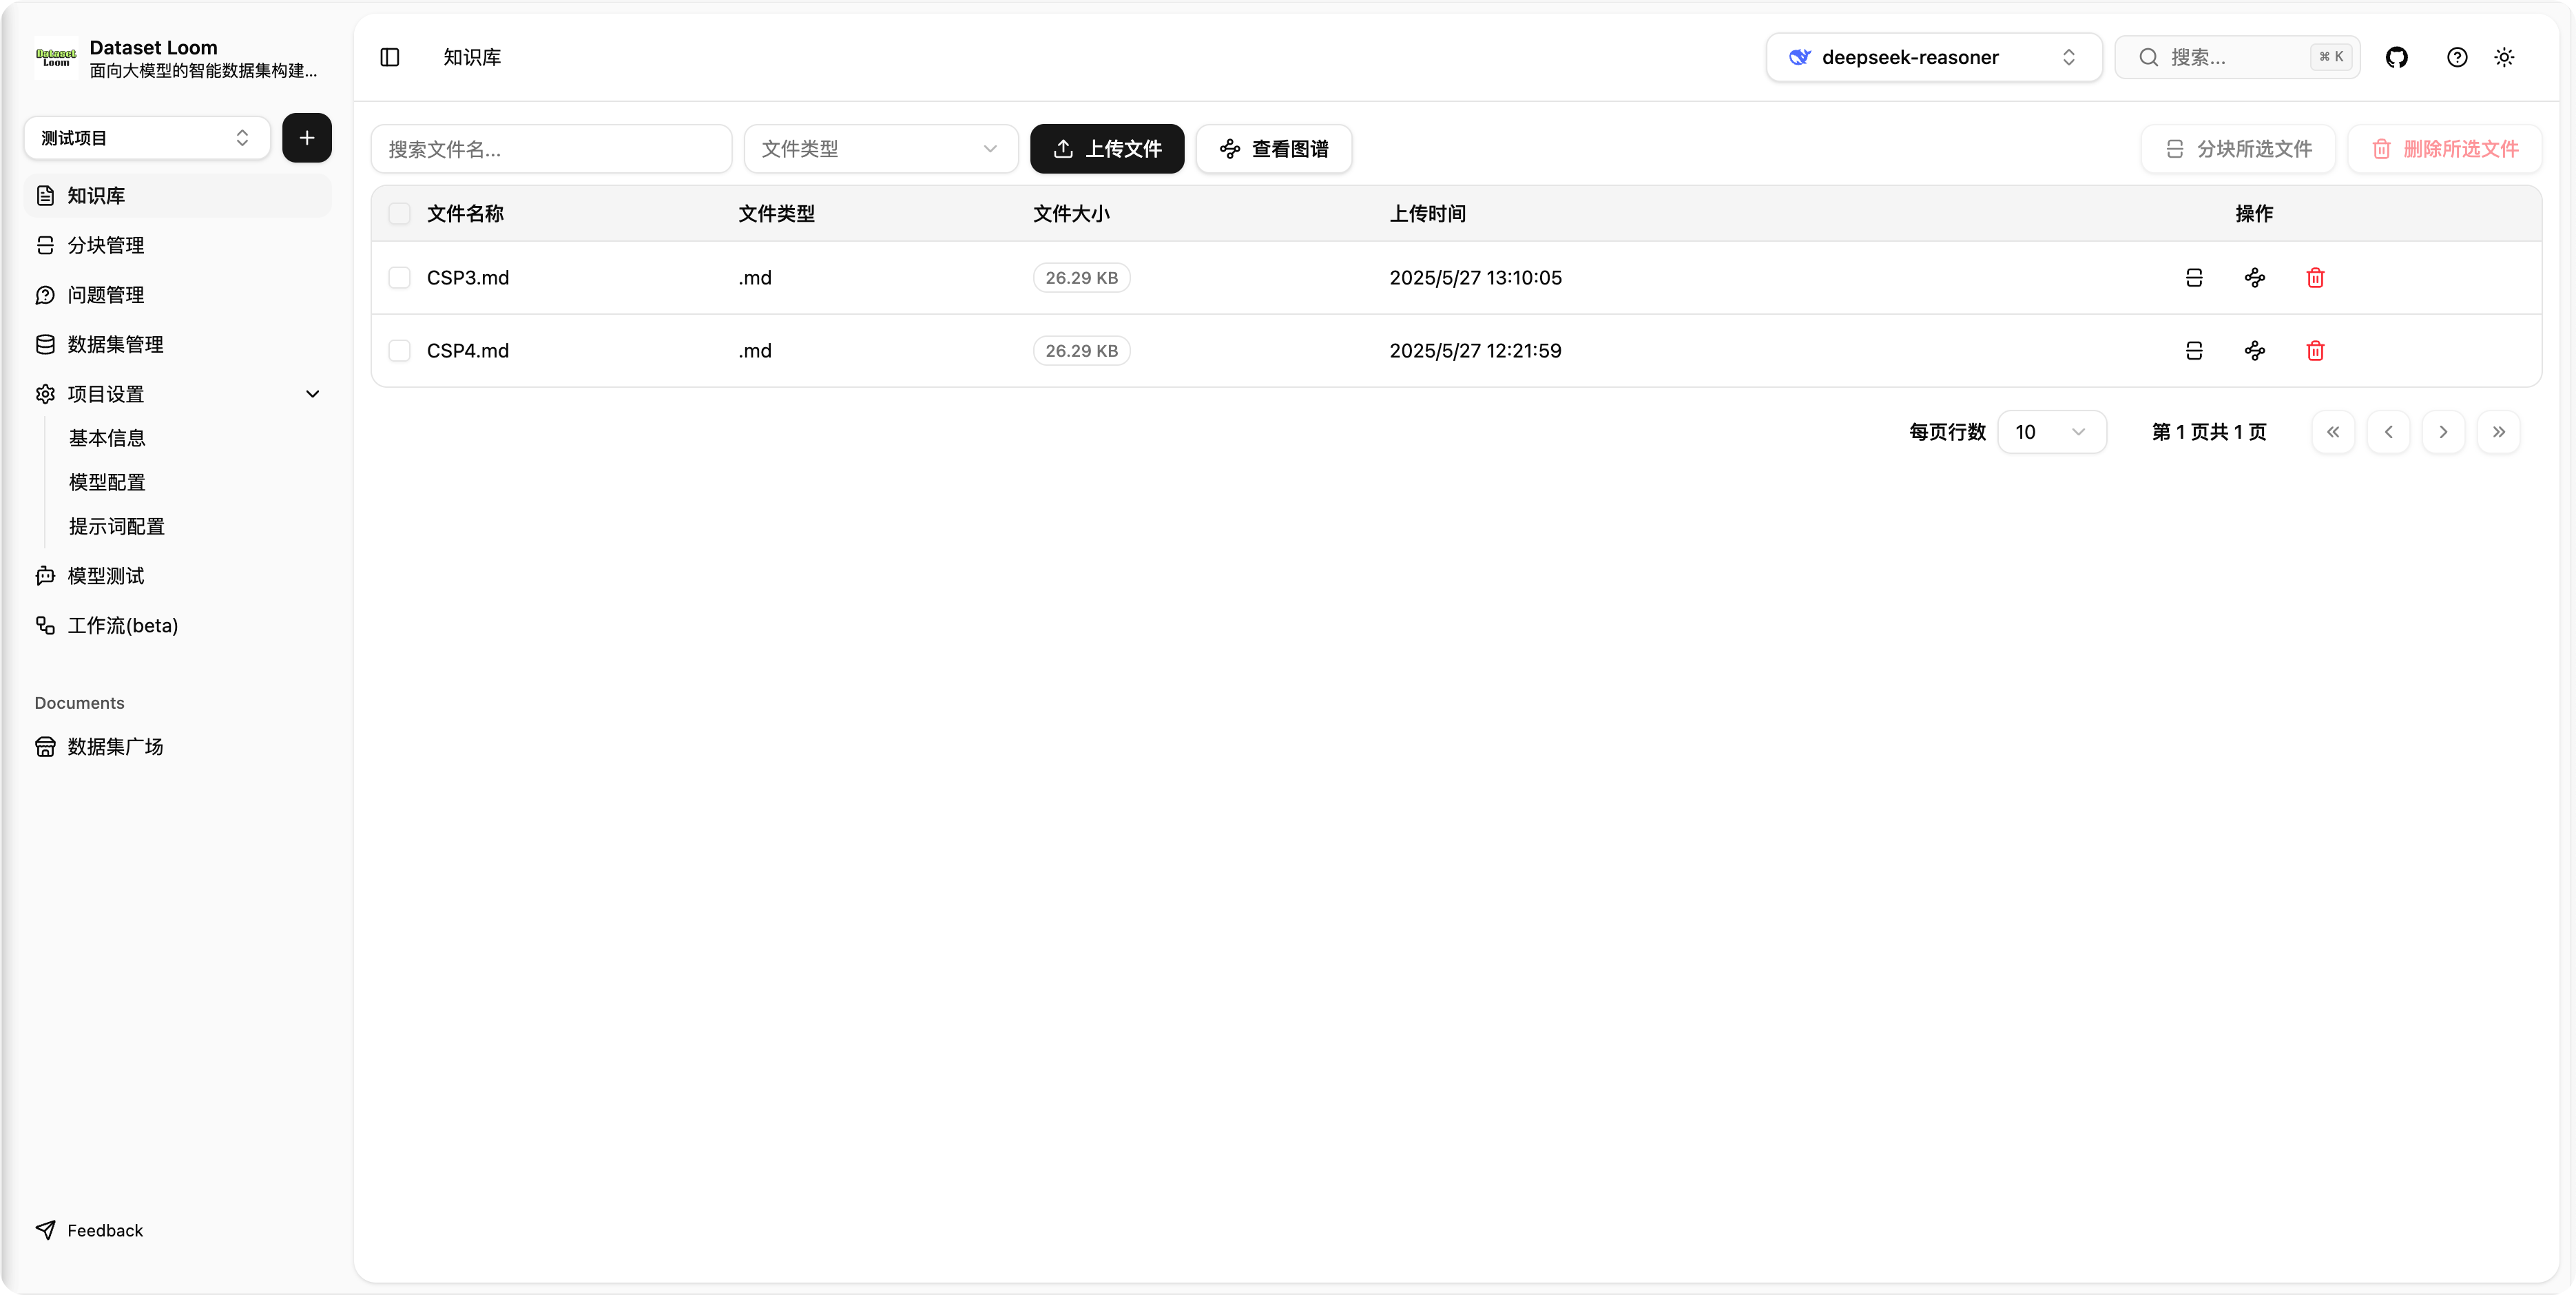 Dataset Loom
Dataset Loom
面向大模型的智能数据集构建...
测试项目
知识库
分块管理
问题管理
数据集管理
项目设置
基本信息
模型配置
提示词配置
模型测试
工作流(beta)
Documents
数据集广场
Feedback
知识库
deepseek-reasoner
搜索...
⌘ K
搜索文件名...
文件类型
上传文件
查看图谱
分块所选文件
删除所选文件
文件名称 文件类型 文件大小 上传时间 操作
CSP3.md .md 26.29 KB 2025/5/27 13:10:05
CSP4.md .md 26.29 KB 2025/5/27 12:21:59
每页行数 10 第 1 页共 1 页